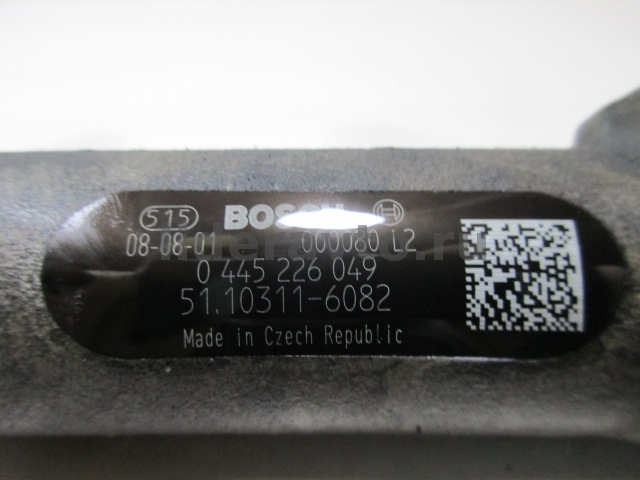 515 BOSCH
08-08-01 000080 L2
0 445 226 049
51.10311-6082
Made in Czech Republic